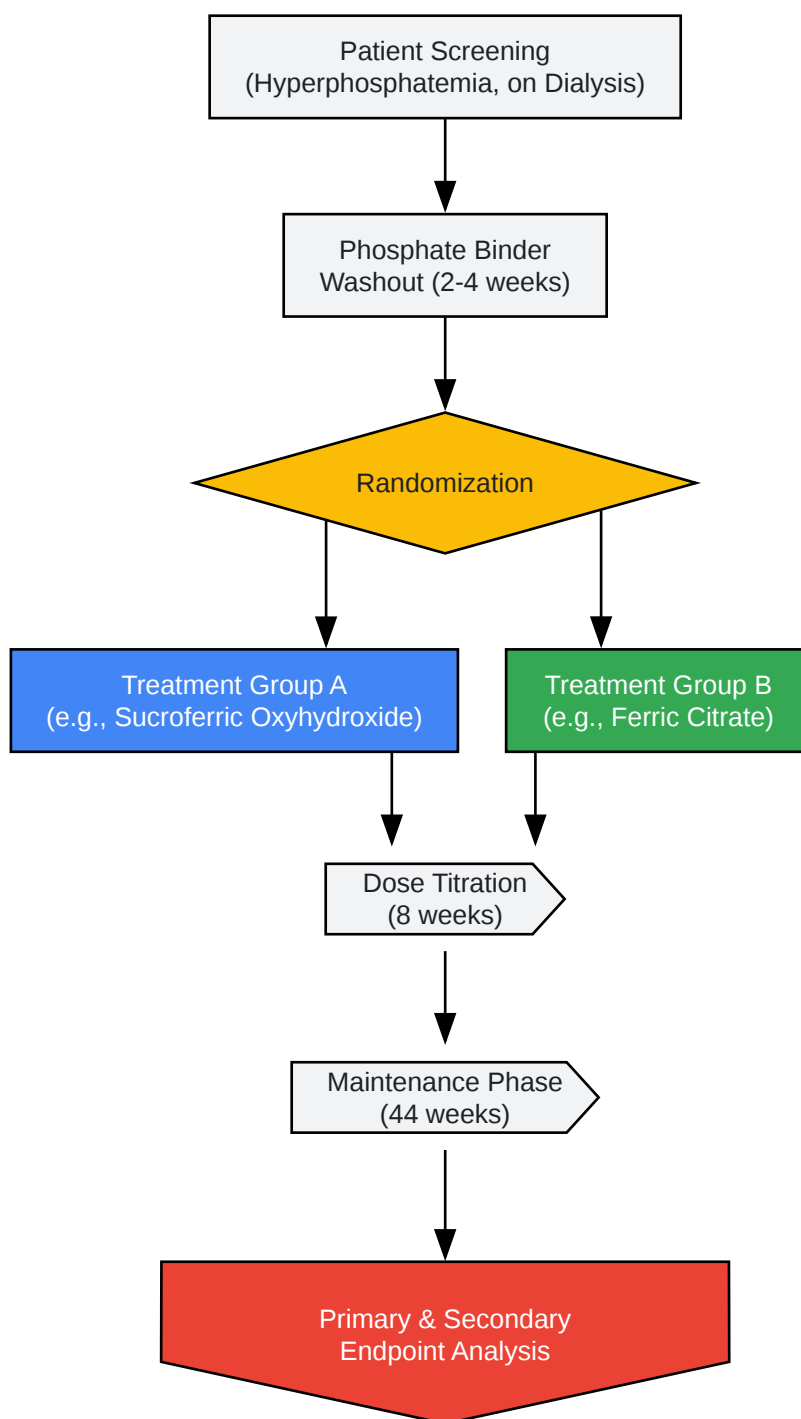 Patient Screening
(Hyperphosphatemia, on Dialysis)
Phosphate Binder
Washout (2-4 weeks)
Randomization
Treatment Group A
(e.g., Sucroferric Oxyhydroxide)
Treatment Group B
(e.g., Ferric Citrate)
Dose Titration
(8 weeks)
Maintenance Phase
(44 weeks)
Primary & Secondary
Endpoint Analysis